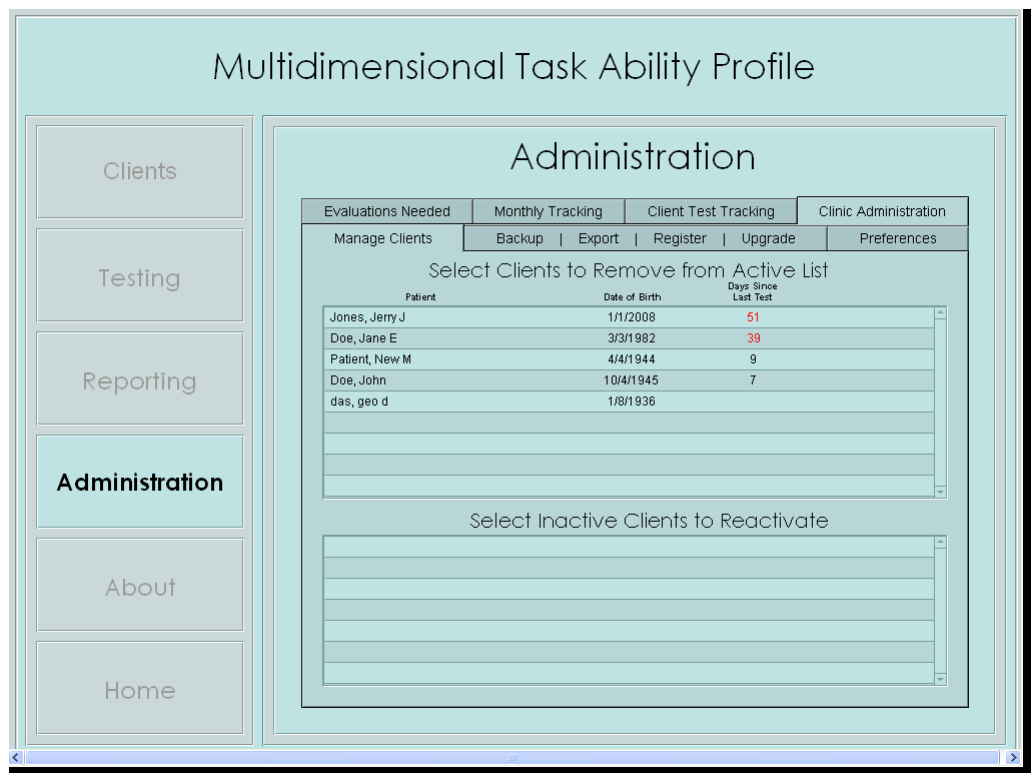 Multidimensional Task Ability Profile
Clients
Testing
Reporting
Administration
About
Home
Administration
Evaluations Needed Monthly Tracking Client Test Tracking Clinic Administration
Manage Clients Backup | Export | Register | Upgrade Preferences
Select Clients to Remove from Active List
Patient Date of Birth Days Since Last Test
Jones, Jerry J 1/1/2008 51
Doe, Jane E 3/3/1982 39
Patient, New M 4/4/1944 9
Doe, John 10/4/1945 7
das, geo d 1/8/1936
Select Inactive Clients to Reactivate